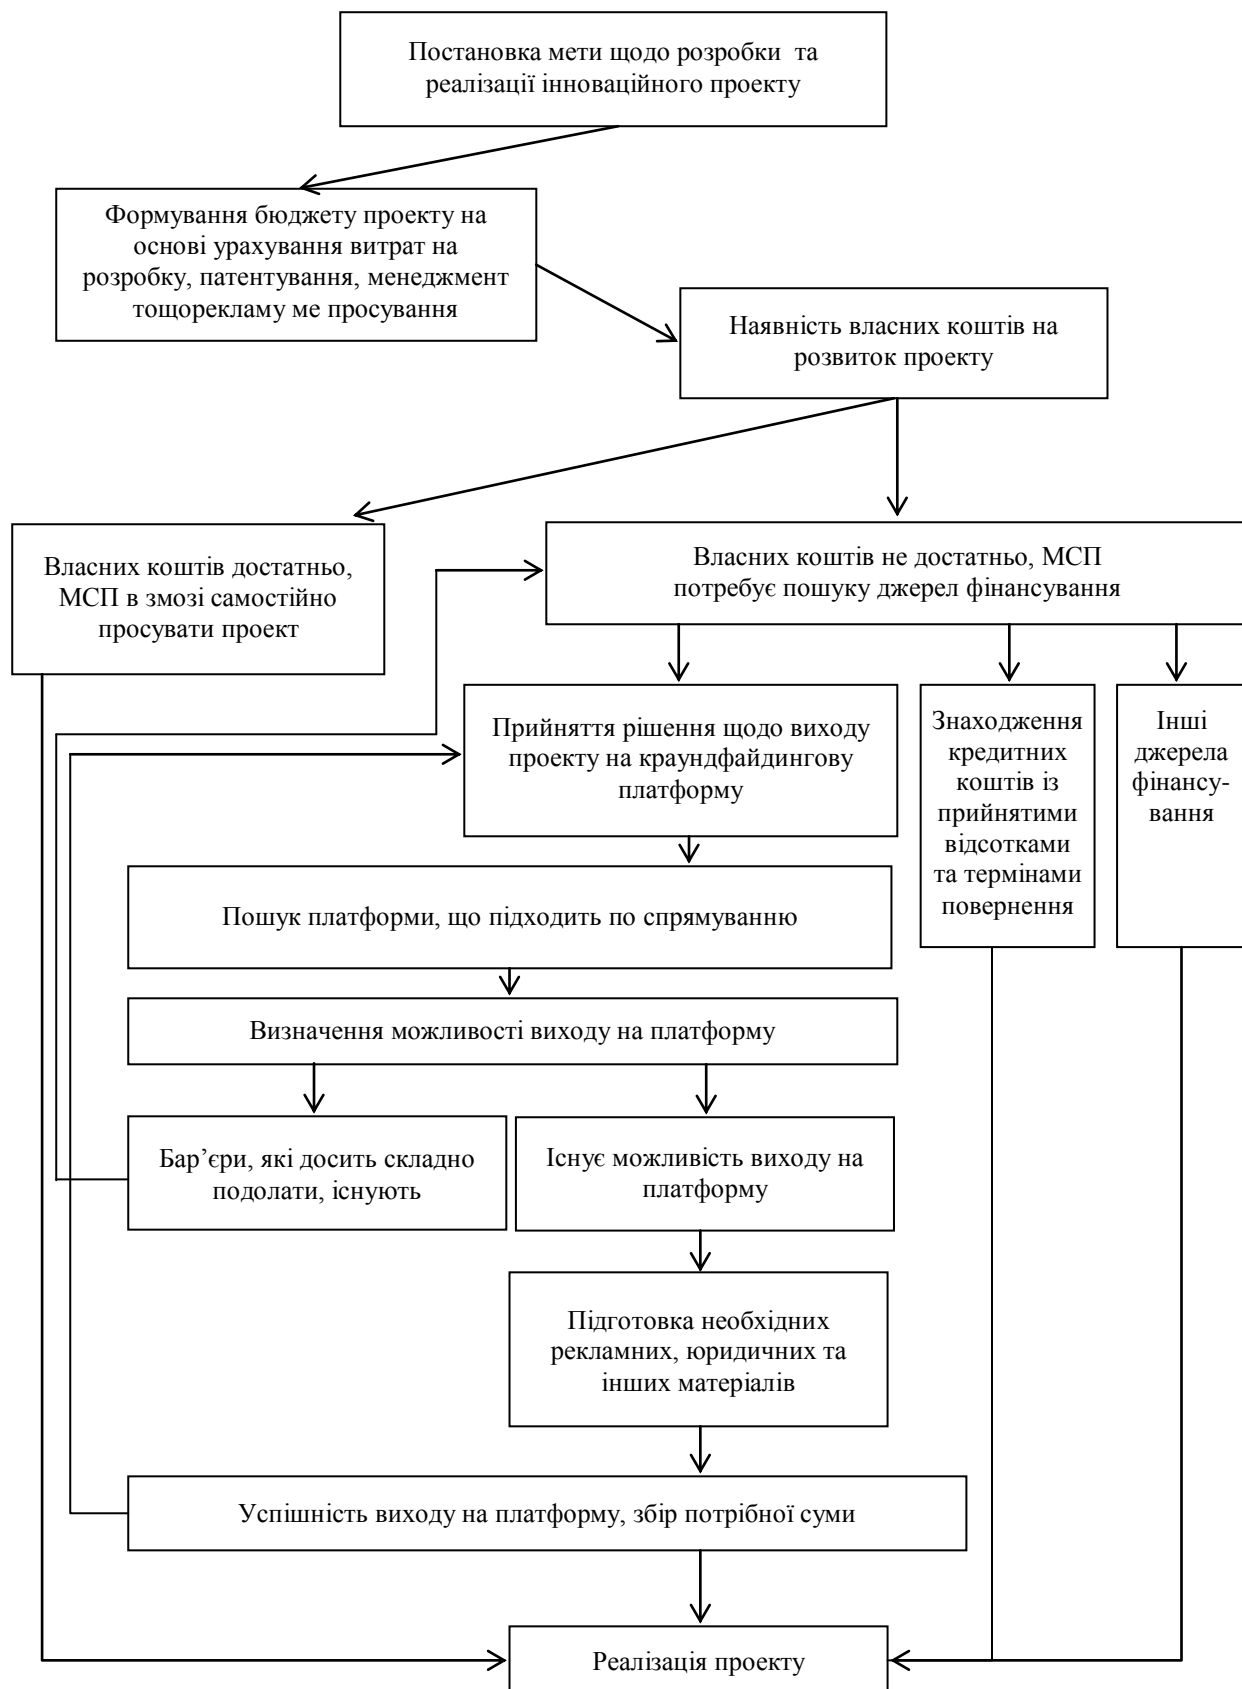 Постановка мети щодо розробки та
реалізації інноваційного проекту
Формування бюджету проекту на
основі урахування витрат на
розробку, патентування, менеджмент
тощорекламу ме просування
Наявність власних коштів на
розвиток проекту
Власних коштів достатньо,
МСП в змозі самостійно
просувати проект
Власних коштів не достатньо, МСП
потребує пошуку джерел фінансування
Прийняття рішення щодо виходу
проекту на краундфайдингову
платформу
Знаходження
кредитних
коштів із
прийнятими
відсотками
та термінами
повернення
Інші
джерела
фінансу-
вання
Пошук платформи, що підходить по спрямуванню
Визначення можливості виходу на платформу
Бар’єри, які досить складно
подолати, існують
Існує можливість виходу на
платформу
Підготовка необхідних
рекламних, юридичних та
інших матеріалів
Успішність виходу на платформу, збір потрібної суми
Реалізація проекту